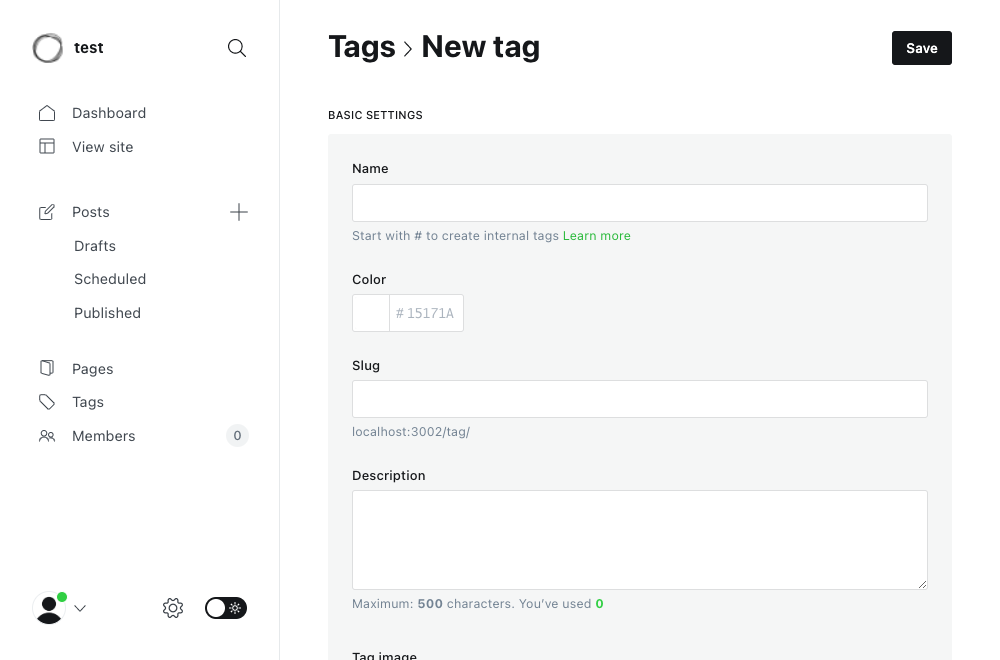 test
Dashboard
View site
Posts
Drafts
Scheduled
Published
Pages
Tags
Members 0
Tags New tag
Save
BASIC SETTINGS
Name
Start with # to create internal tags Learn more
Color
# 15171A
Slug
localhost:3002/tag/
Description
Maximum: 500 characters. You’ve used 0
Tag image